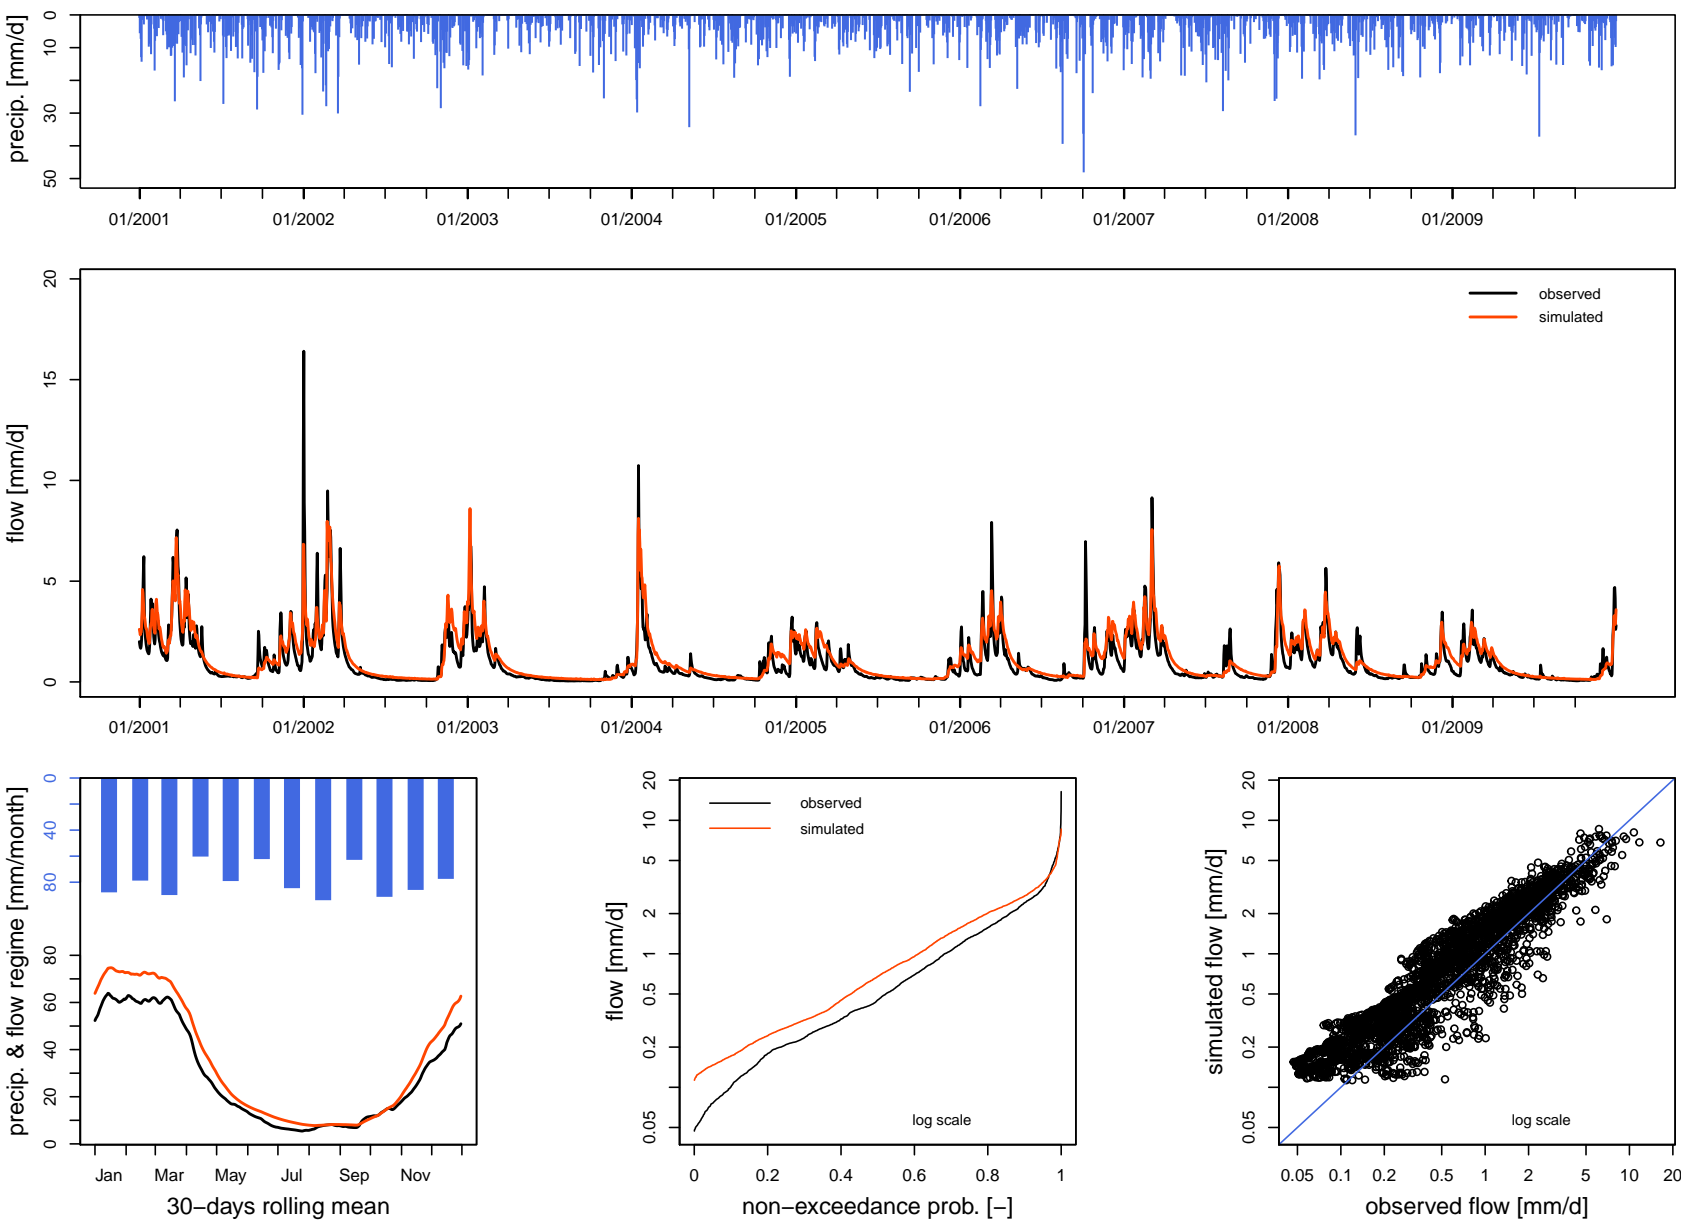 precip. [mm/d]
0
10
30
50
01/2001 01/2002 01/2003 01/2004 01/2005 01/2006 01/2007 01/2008 01/2009
flow [mm/d]
20
15
10
5
0
observed
simulated
01/2001 01/2002 01/2003 01/2004 01/2005 01/2006 01/2007 01/2008 01/2009
precip. & flow regime [mm/month]
0
40
80
80
60
40
20
0
Jan Mar May Jul Sep Nov
30−days rolling mean
flow [mm/d]
20
10
5
2
1
0.5
0.2
0.05
observed
simulated
log scale
0 0.2 0.4 0.6 0.8 1
non−exceedance prob. [−]
simulated flow [mm/d]
20
10
5
2
1
0.5
0.2
0.05
log scale
0.05 0.1 0.2 0.5 1 2 5 10 20
observed flow [mm/d]